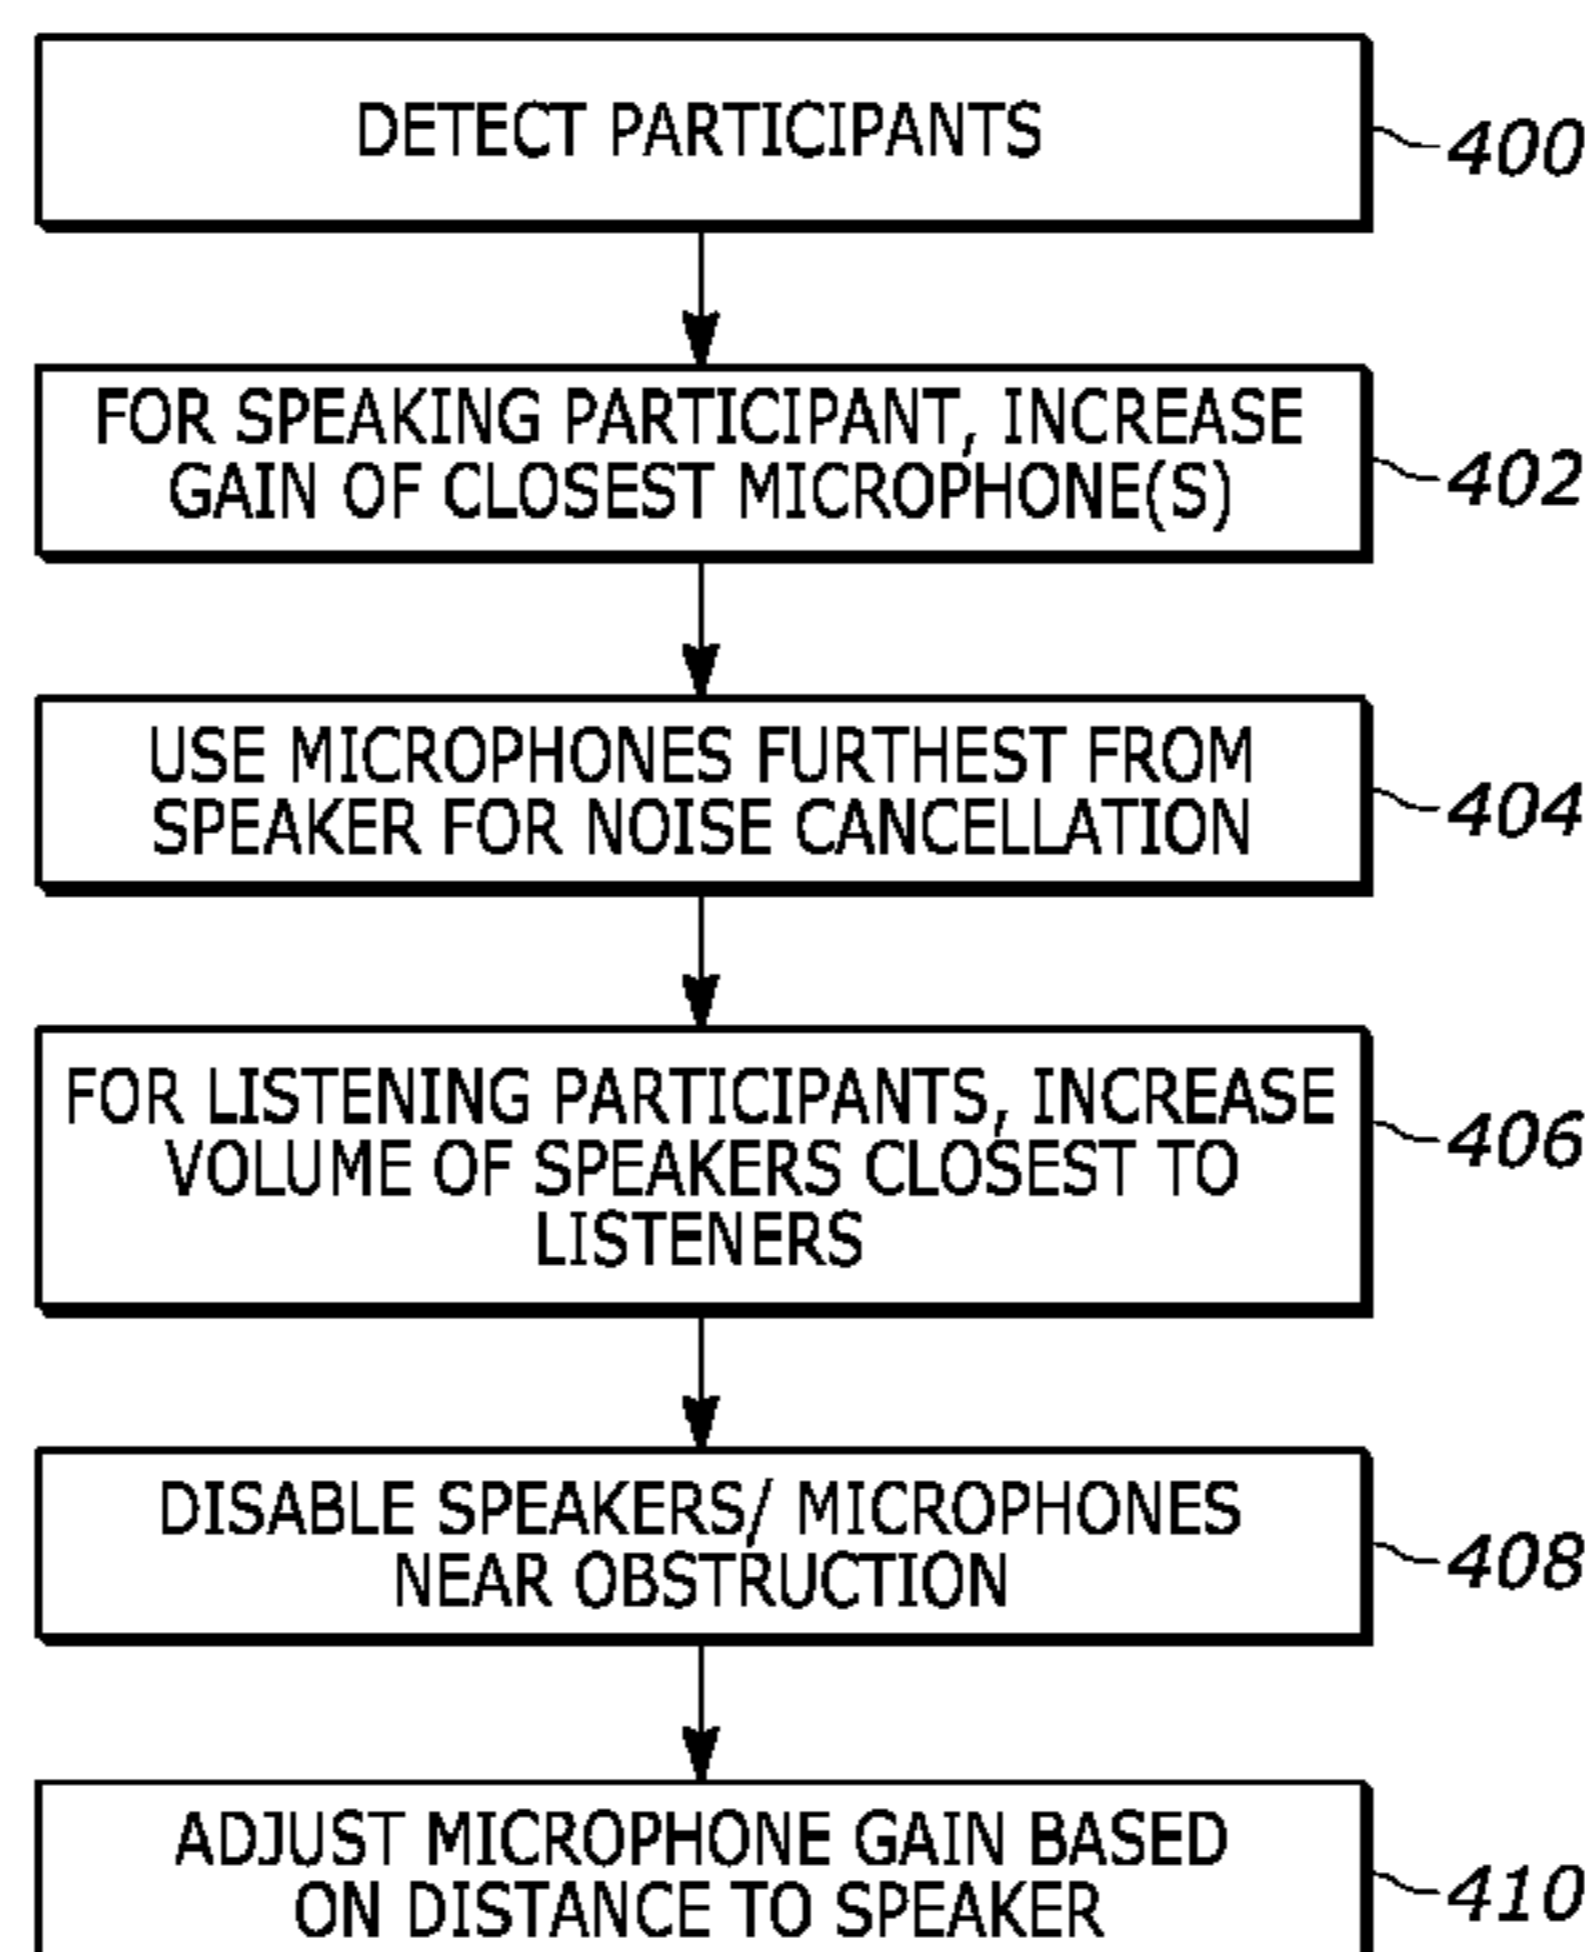 DETECT PARTICIPANTS
400
FOR SPEAKING PARTICIPANT, INCREASE
GAIN OF CLOSEST MICROPHONE(S)
402
USE MICROPHONES FURTHEST FROM
SPEAKER FOR NOISE CANCELLATION
404
FOR LISTENING PARTICIPANTS, INCREASE
VOLUME OF SPEAKERS CLOSEST TO
LISTENERS
406
DISABLE SPEAKERS/ MICROPHONES
NEAR OBSTRUCTION
408
ADJUST MICROPHONE GAIN BASED
ON DISTANCE TO SPEAKER
410